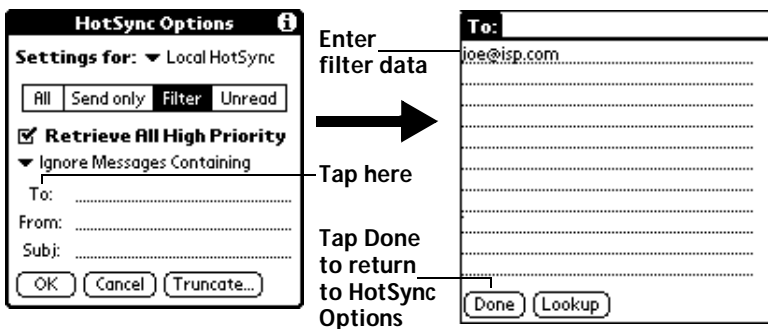 HotSync Options
Settings for: Local HotSync
All Send only Filter Unread
Retrieve All High Priority
Ignore Messages Containing
To:
From:
Subj:
OK Cancel Truncate...
Enter
filter data
Tap here
Tap Done
to return
to HotSync
Options
To:
joe@isp.com
Done Lookup